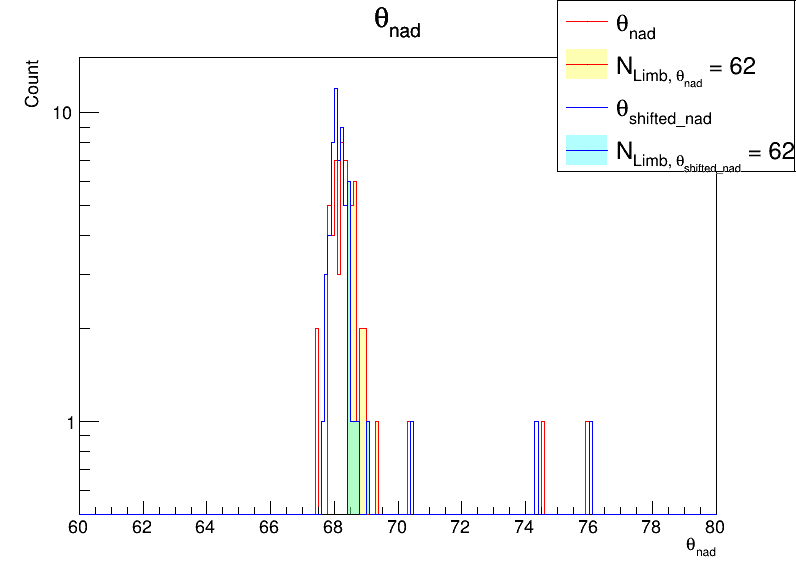 θnad
θnad
NLimb, θnad = 62
θshifted_nad
NLimb, θshifted_nad = 62
Count
10
1
60 62 64 66 68 70 72 74 76 78 80
θnad